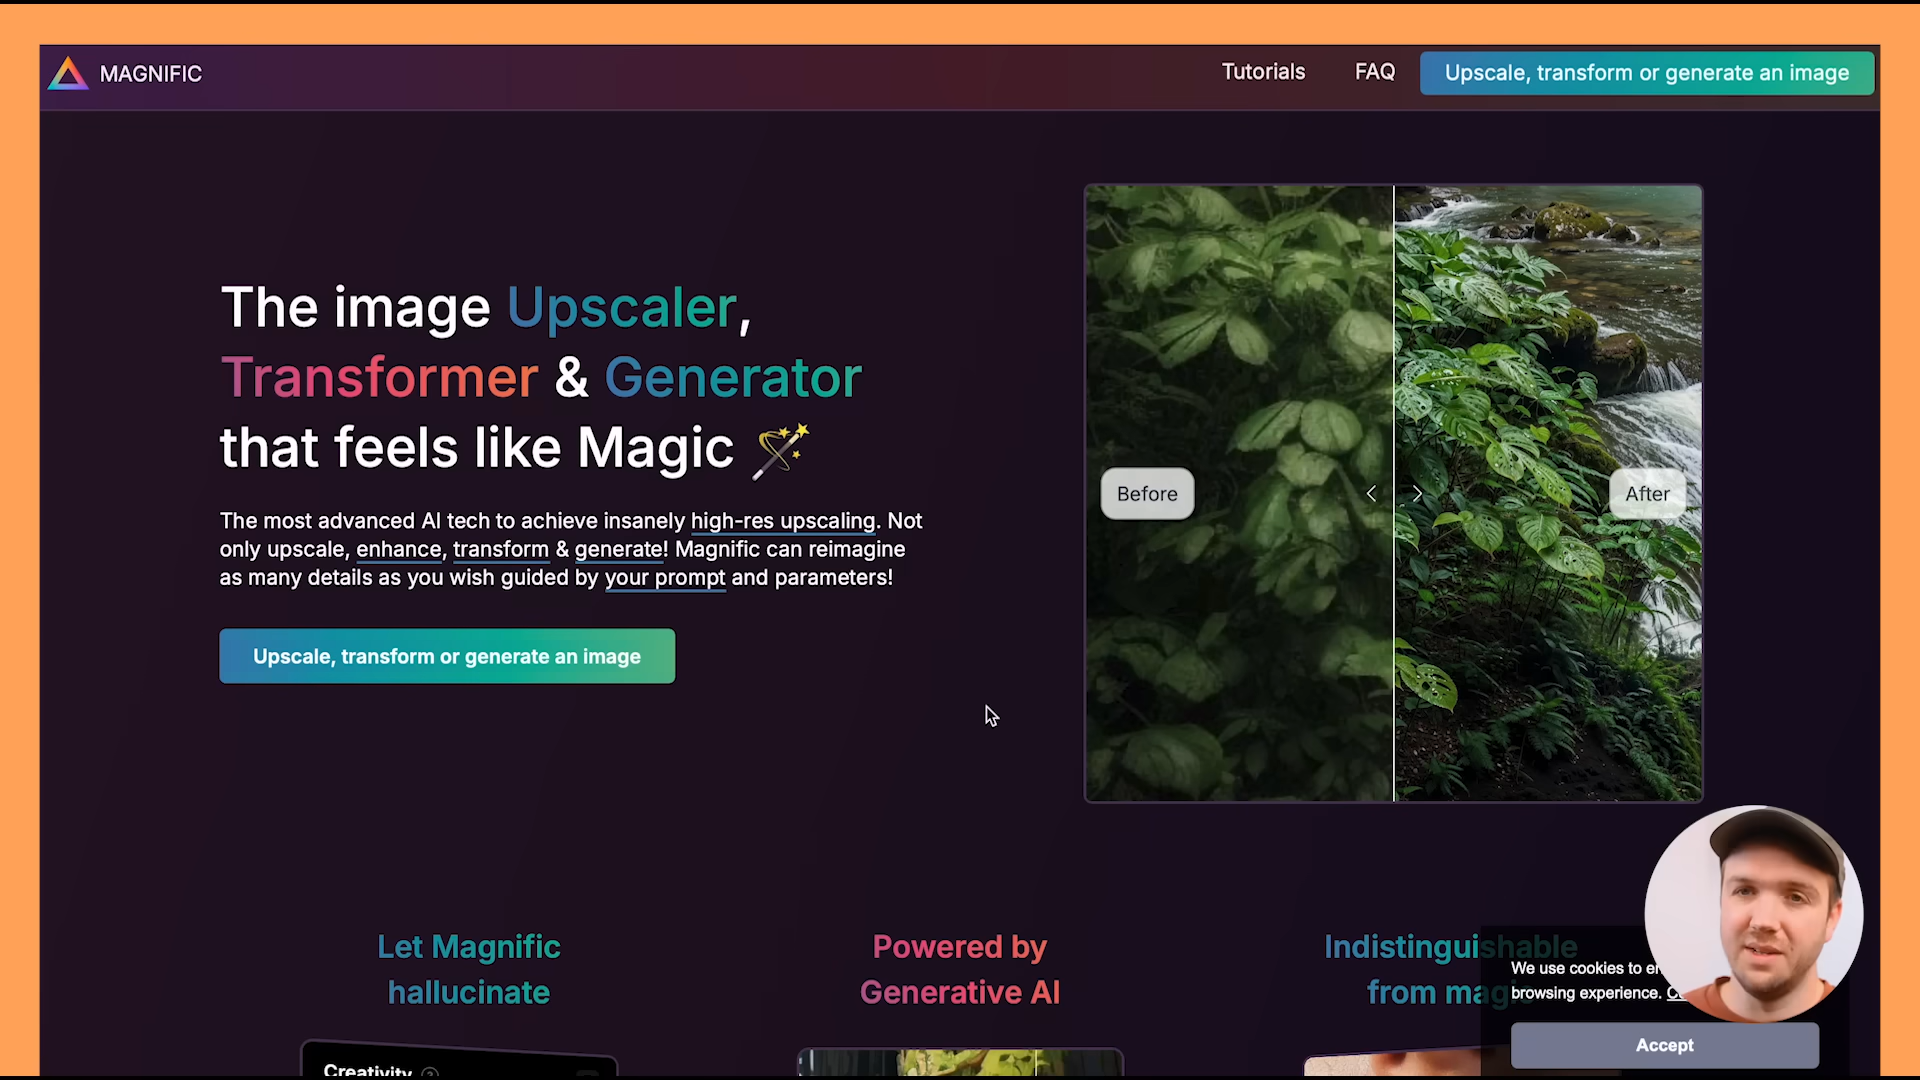 MAGNIFIC
Tutorials
FAQ
Upscale, transform or generate an image
The image Upscaler,
Transformer & Generator
that feels like Magic
The most advanced AI tech to achieve insanely high-res upscaling. Not
only upscale, enhance, transform & generate! Magnific can reimagine
as many details as you wish guided by your prompt and parameters!
Upscale, transform or generate an image
Before
After
Let Magnific
hallucinate
Powered by
Generative AI
Indistinguishable
from magic
We use cookies to
browsing experience.
Accept
Creativity